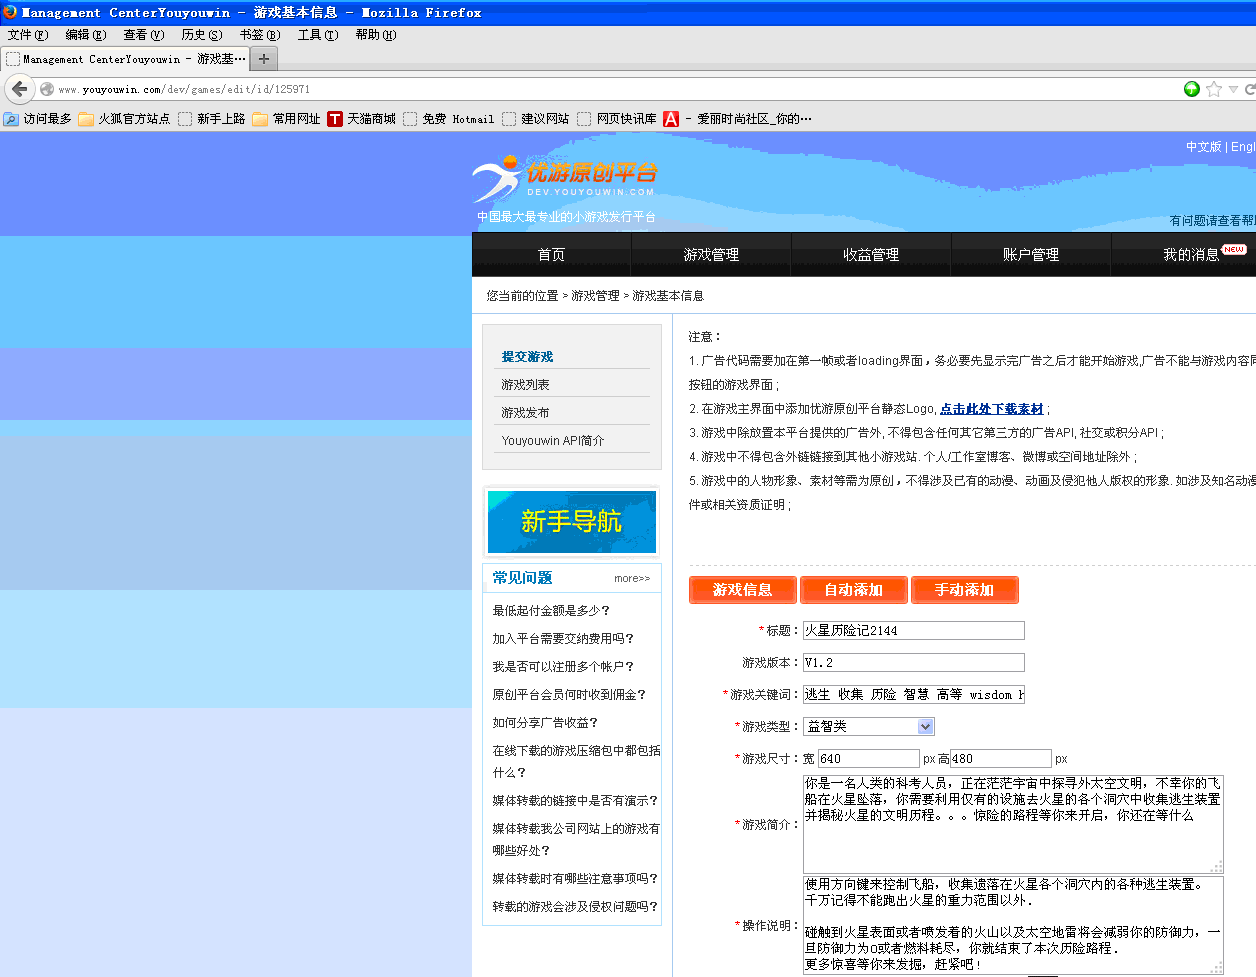 Management CenterYouyouwin - 游戏基本信息 - Mozilla Firefox
文件(F) 编辑(E) 查看(V) 历史(S) 书签(B) 工具(T) 帮助(H)
Management CenterYouyouwin - 游戏基…
www.youyouwin.com/dev/games/edit/id/125971
访问最多 火狐官方站点 新手上路 常用网址 天猫商城 免费 Hotmail 建议网站 网页快讯库 - 爱丽时尚社区_你的…
中文版 | Engl
优游原创平台
DEV.YOUYOUWIN.COM
中国最大最专业的小游戏发行平台
有问题请查看帮
首页 游戏管理 收益管理 账户管理 我的消息 NEW
您当前的位置 > 游戏管理 > 游戏基本信息
提交游戏
游戏列表
游戏发布
Youyouwin API简介
新手导航
常见问题 more>>
最低起付金额是多少?
加入平台需要交纳费用吗?
我是否可以注册多个帐户?
原创平台会员何时收到佣金?
如何分享广告收益?
在线下载的游戏压缩包中都包括
什么?
媒体转载的链接中是否有演示?
媒体转载我公司网站上的游戏有
哪些好处?
媒体转载时有哪些注意事项吗?
转载的游戏会涉及侵权问题吗?
注意：
1. 广告代码需要加在第一帧或者loading界面，务必要先显示完广告之后才能开始游戏,广告不能与游戏内容同
按钮的游戏界面 ;
2. 在游戏主界面中添加优游原创平台静态Logo, 点击此处下载素材 ;
3. 游戏中除放置本平台提供的广告外, 不得包含任何其它第三方的广告API, 社交或积分API ;
4. 游戏中不得包含外链链接到其他小游戏站. 个人/工作室博客、微博或空间地址除外 ;
5. 游戏中的人物形象、素材等需为原创，不得涉及已有的动漫、动画及侵犯他人版权的形象. 如涉及知名动漫
件或相关资质证明 ;
游戏信息 自动添加 手动添加
*标题： 火星历险记2144
游戏版本： V1.2
*游戏关键词： 逃生 收集 历险 智慧 高等 wisdom h
*游戏类型： 益智类
*游戏尺寸： 宽 640 px 高 480 px
*游戏简介：
你是一名人类的科考人员，正在茫茫宇宙中探寻外太空文明，不幸你的飞
船在火星坠落，你需要利用仅有的设施去火星的各个洞穴中收集逃生装置
并揭秘火星的文明历程。。。惊险的路程等你来开启，你还在等什么
*操作说明：
使用方向键来控制飞船，收集遗落在火星各个洞穴内的各种逃生装置。
千万记得不能跑出火星的重力范围以外.
碰触到火星表面或者喷发着的火山以及太空地雷将会减弱你的防御力，一
旦防御力为0或者燃料耗尽，你就结束了本次历险路程.
更多惊喜等你来发掘，赶紧吧!